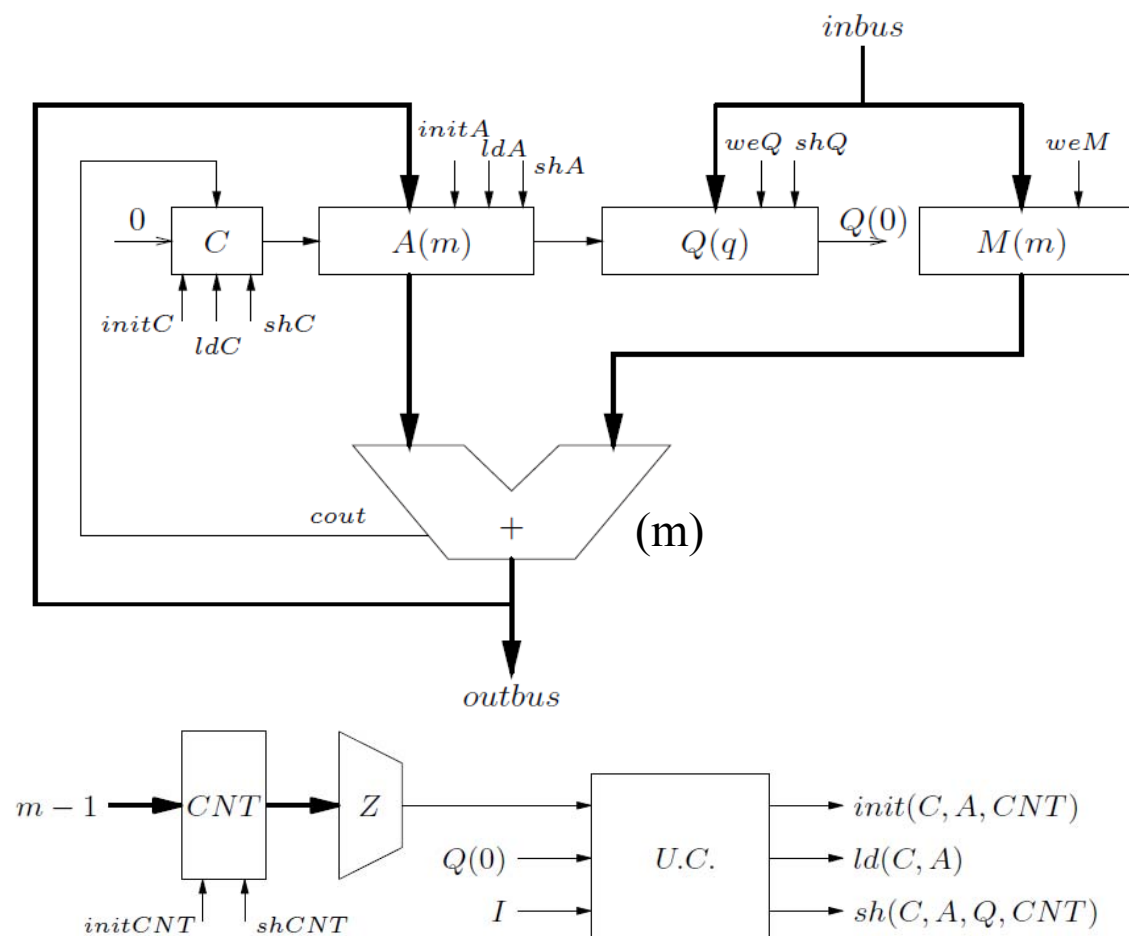 inbus
initA
ldA
shA
weQ shQ
weM
0
C
A(m)
Q(q)
Q(0)
M(m)
initC
ldC
shC
cout
+
(m)
outbus
m − 1
CNT
Z
initCNT shCNT
Q(0)
I
U.C.
init(C, A, CNT)
ld(C, A)
sh(C, A, Q, CNT)